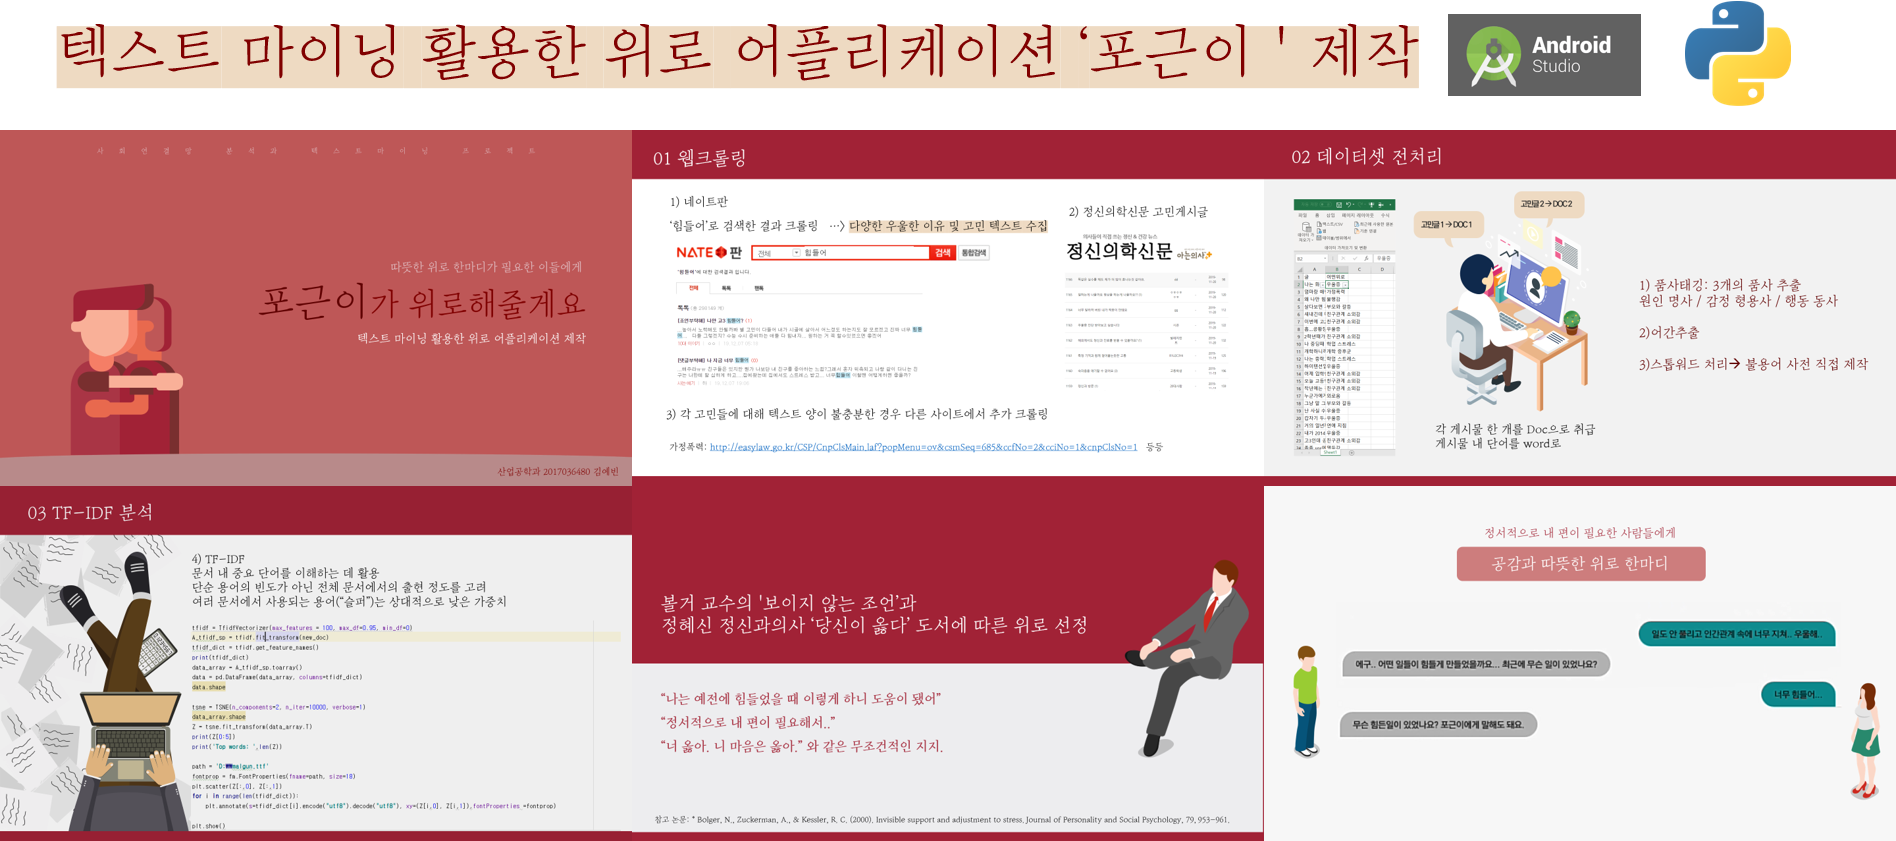 텍스트 마이닝 활용한 위로 어플리케이션 ‘포근이 ' 제작
Android
Studio
사회연결망 분석과 텍스트마이닝 프로젝트
따뜻한 위로 한마디가 필요한 이들에게
포근이가 위로해줄게요
텍스트 마이닝 활용한 위로 어플리케이션 제작
산업공학과 2017036480 김예빈
01 웹크롤링
1) 네이트판
‘힘들어’로 검색한 결과 크롤링 …> 다양한 우울한 이유 및 고민 텍스트 수집
NATE 판
전체 힘들어 검색 통합검색
‘힘들어’에 대한 검색결과 입니다.
전체 톡톡 팬톡
2) 정신의학신문 고민게시글
정신의학신문
3) 각 고민들에 대해 텍스트 양이 불충분한 경우 다른 사이트에서 추가 크롤링
가정폭력: http://easylaw.go.kr/CSP/CnpClsMain.laf?popMenu=ov&csmSeq=685&ccfNo=2&cciNo=1&cnpClsNo=1 등등
02 데이터셋 전처리
고민글1→DOC1
고민글2→DOC2
각 게시물 한 개를 Doc으로 취급
게시물 내 단어를 word로
1) 품사태깅: 3개의 품사 추출
원인 명사 / 감정 형용사 / 행동 동사
2)어간추출
3)스톱워드 처리→ 불용어 사전 직접 제작
03 TF-IDF 분석
4) TF-IDF
문서 내 중요 단어를 이해하는 데 활용
단순 용어의 빈도가 아닌 전체 문서에서의 출현 정도를 고려
여러 문서에서 사용되는 용어(“슬퍼”)는 상대적으로 낮은 가중치
tfidf = TfidfVectorizer(max_features = 100, max_df=0.95, min_df=0)
A_tfidf_sp = tfidf.fit_transform(new_doc)
tfidf_dict = tfidf.get_feature_names()
print(tfidf_dict)
data_array = A_tfidf_sp.toarray()
data = pd.DataFrame(data_array, columns=tfidf_dict)
data.shape
tsne = TSNE(n_components=2, n_iter=10000, verbose=1)
data_array.shape
Z = tsne.fit_transform(data_array.T)
print(Z[0:5])
print('Top words: ',len(Z))
path = 'D:₩₩malgun.ttf'
fontprop = fm.FontProperties(fname=path, size=18)
plt.scatter(Z[:,0], Z[:,1])
for i in range(len(tfidf_dict)):
plt.annotate(s=tfidf_dict[i].encode("utf8").decode("utf8"), xy=(Z[i,0], Z[i,1]),fontProperties =fontprop)
plt.show()
볼거 교수의 '보이지 않는 조언’과
정혜신 정신과의사 ‘당신이 옳다’ 도서에 따른 위로 선정
“나는 예전에 힘들었을 때 이렇게 하니 도움이 됐어”
“정서적으로 내 편이 필요해서..”
“너 옳아. 니 마음은 옳아.” 와 같은 무조건적인 지지.
참고 논문: * Bolger, N., Zuckerman, A., & Kessler, R. C. (2000). Invisible support and adjustment to stress. Journal of Personality and Social Psychology, 79, 953-961.
정서적으로 내 편이 필요한 사람들에게
공감과 따뜻한 위로 한마디
일도 안 풀리고 인간관계 속에 너무 지쳐.. 우울해..
에구.. 어떤 일들이 힘들게 만들었을까요... 최근에 무슨 일이 있었나요?
너무 힘들어...
무슨 힘든일이 있었나요? 포근이에게 말해도 돼요.